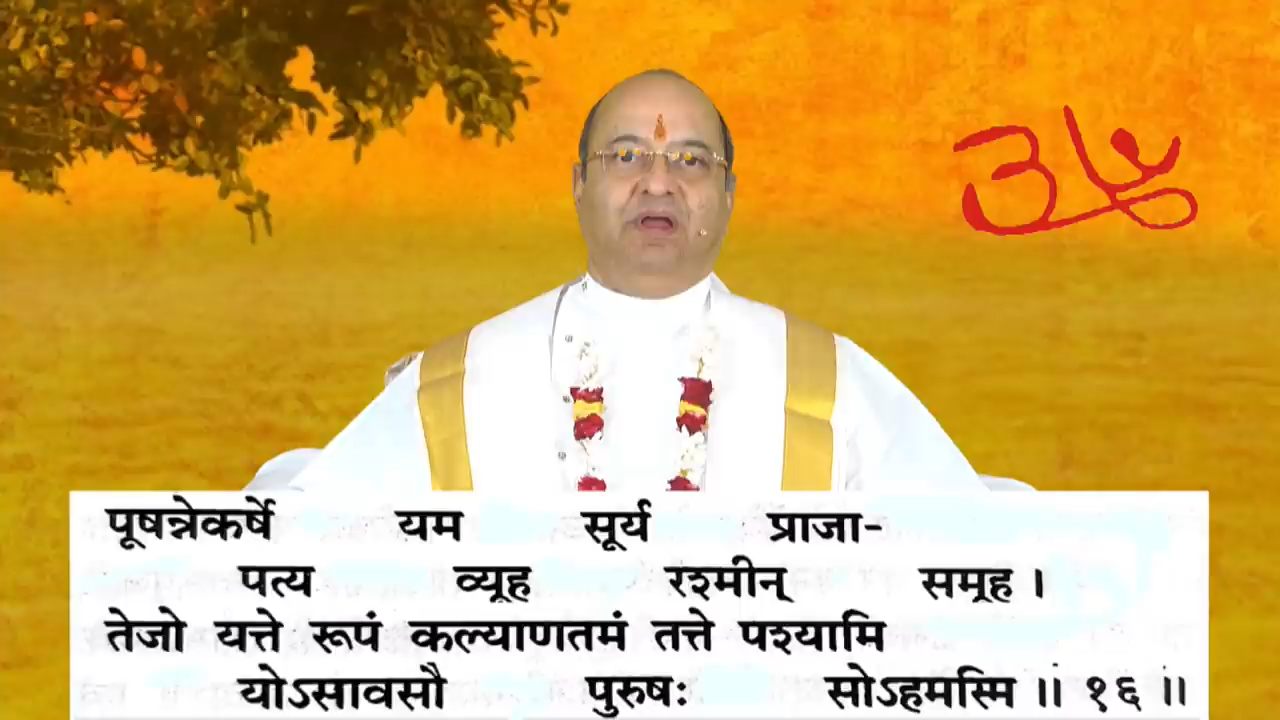 ॐ
पूषन्नेकर्षे यम सूर्य प्राजा-
पत्य व्यूह रश्मीन् समूह ।
तेजो यत्ते रूपं कल्याणतमं तत्ते पश्यामि
योऽसावसौ पुरुषः सोऽहमस्मि ॥ १६ ॥